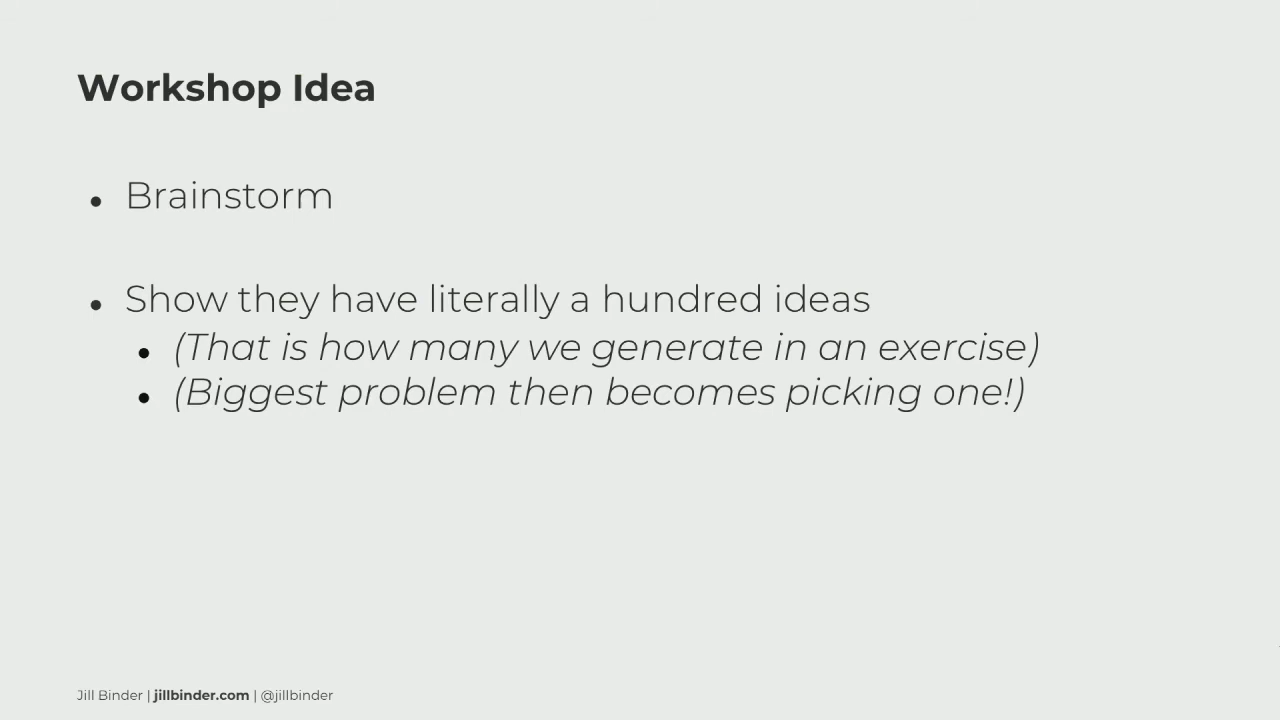 Workshop Idea
● Brainstorm
● Show they have literally a hundred ideas
● (That is how many we generate in an exercise)
● (Biggest problem then becomes picking one!)
Jill Binder | jillbinder.com | @jillbinder